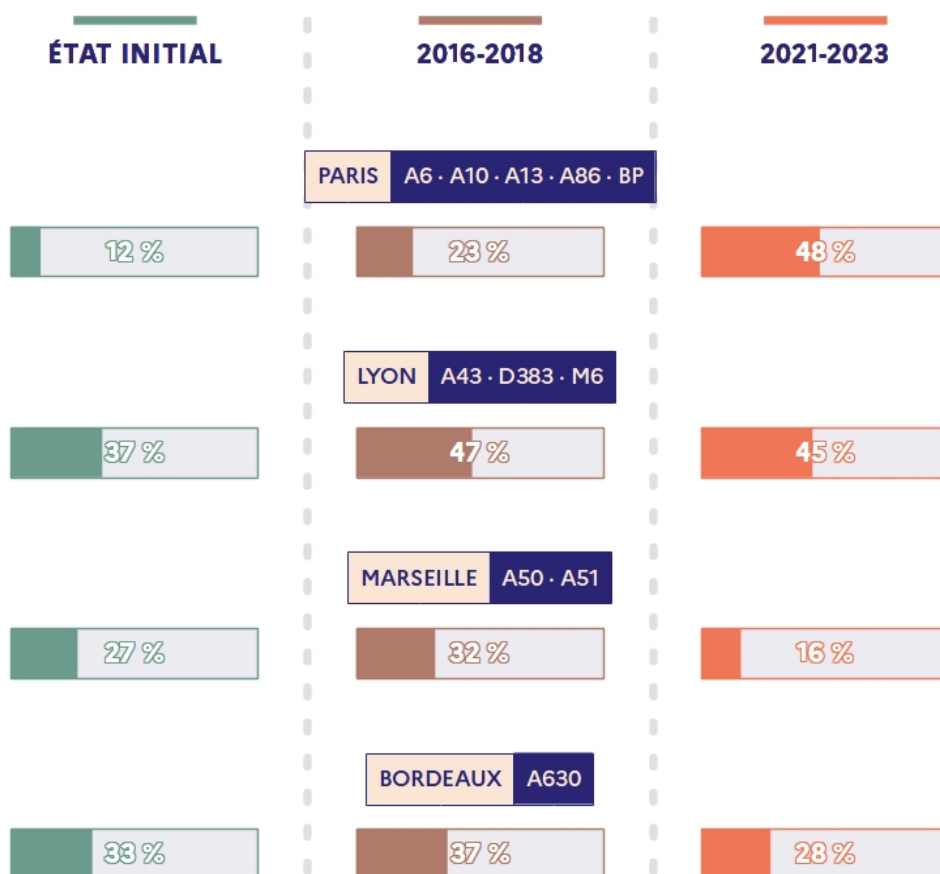 ÉTAT INITIAL 2016-2018 2021-2023
PARIS A6 · A10 · A13 · A86 · BP
12 % 23 % 48 %
LYON A43 · D383 · M6
37 % 47 % 45 %
MARSEILLE A50 · A51
27 % 32 % 16 %
BORDEAUX A630
33 % 37 % 28 %